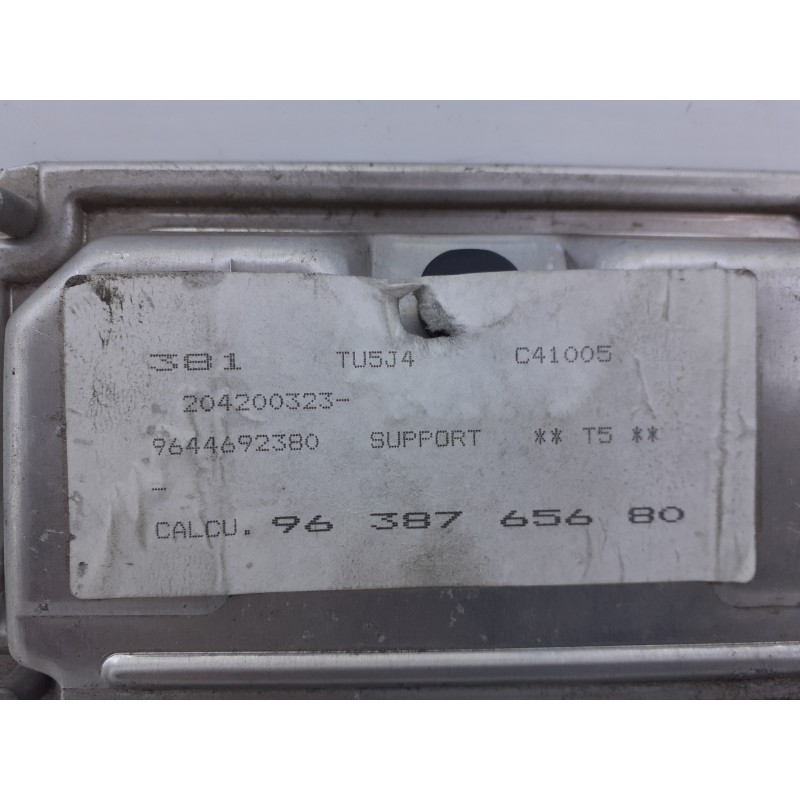 381 TU5J4 C41005
204200323-
9644692380 SUPPORT ** T5 **
-
CALCU. 96 387 656 80